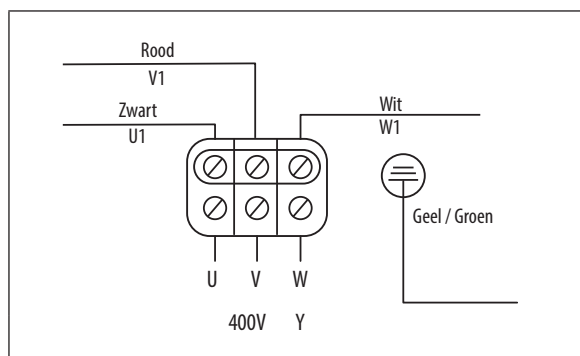 Rood
V1
Zwart
U1
Wit
W1
Geel / Groen
U V W
400V Y